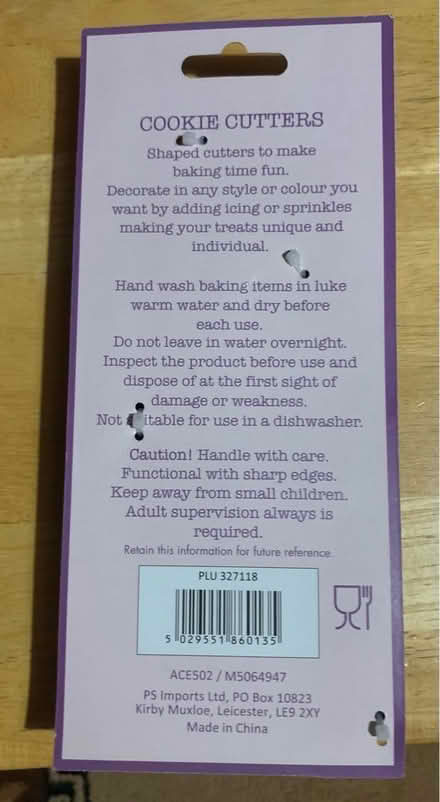 COOKIE CUTTERS
Shaped cutters to make
baking time fun.
Decorate in any style or colour you
want by adding icing or sprinkles
making your treats unique and
individual.
Hand wash baking items in luke
warm water and dry before
each use.
Do not leave in water overnight.
Inspect the product before use and
dispose of at the first sight of
damage or weakness.
Not suitable for use in a dishwasher.
Caution! Handle with care.
Functional with sharp edges.
Keep away from small children.
Adult supervision always is
required.
Retain this information for future reference.
PLU 327118
5 029551 860135
ACE502 / M5064947
PS Imports Ltd, PO Box 10823
Kirby Muxloe, Leicester, LE9 2XY
Made in China